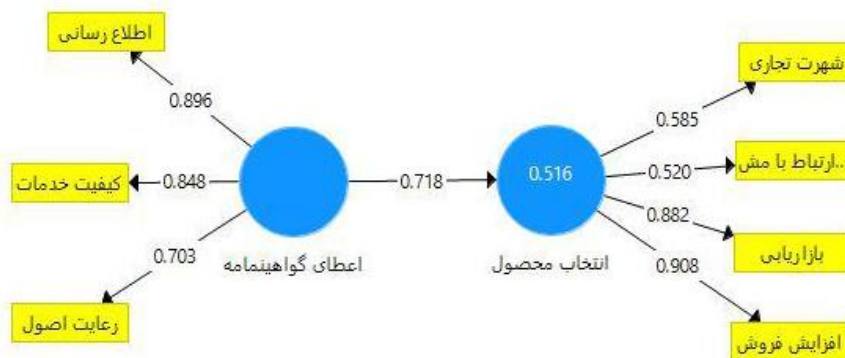 اطلاع رسانی
0.896
کیفیت خدمات
0.848
0.703
رعایت اصول
اعطای گواهینمامه
0.718
0.516
انتخاب محصول
شهرت تجاری
0.585
ارتباط با مش..
0.520
0.882
بازاریابی
0.908
افزایش فروش